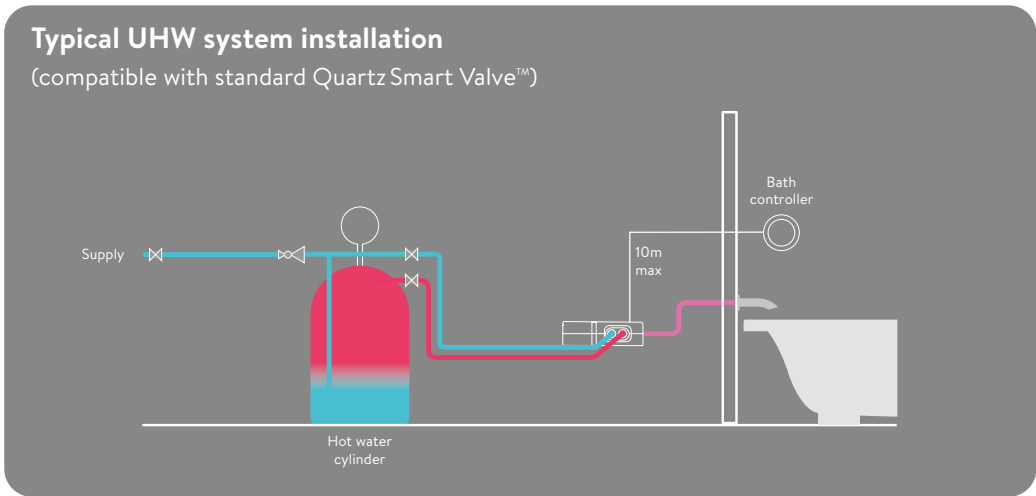 Typical UHW system installation
(compatible with standard Quartz Smart Valve™)
Bath
controller
Supply
10m
max
Hot water
cylinder